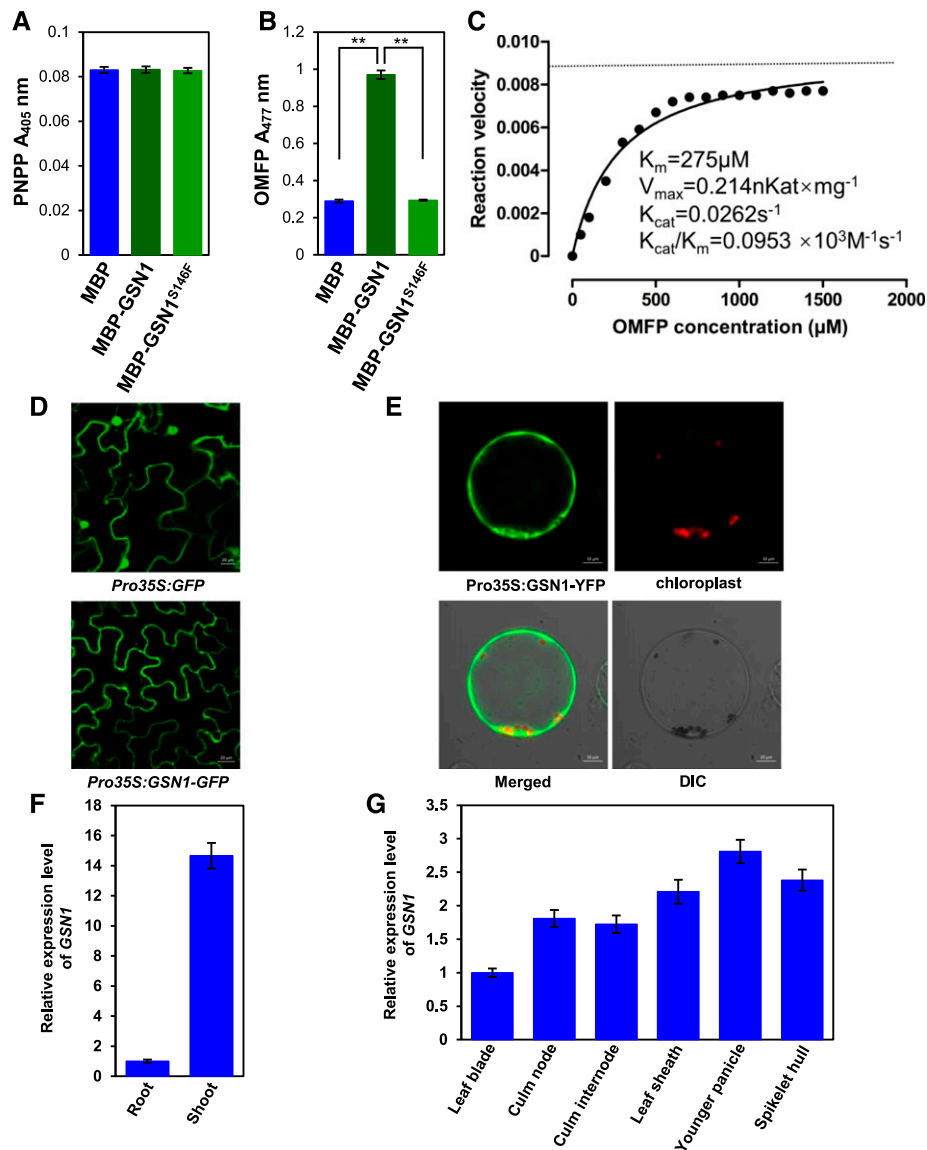 A
PNPP A405 nm
0.1
0.08
0.06
0.04
0.02
0
MBP
MBP-GSN1
MBP-GSN1S146F
B
OMFP A477 nm
1.2
1
0.8
0.6
0.4
0.2
0
** **
MBP
MBP-GSN1
MBP-GSN1S146F
C
Reaction velocity
0.010
0.008
0.006
0.004
0.002
0
Km=275μM
Vmax=0.214nKat×mg-1
Kcat=0.0262s-1
Kcat/Km=0.0953 ×10³M-1s-1
0 500 1000 1500 2000
OMFP concentration (μM)
D
Pro35S:GFP
Pro35S:GSN1-GFP
E
Pro35S:GSN1-YFP
chloroplast
Merged
DIC
F
Relative expression level
of GSN1
18
16
14
12
10
8
6
4
2
0
Root
Shoot
G
Relative expression level
of GSN1
3.5
3
2.5
2
1.5
1
0.5
0
Leaf blade
Culm node
Culm internode
Leaf sheath
Younger panicle
Spikelet hull